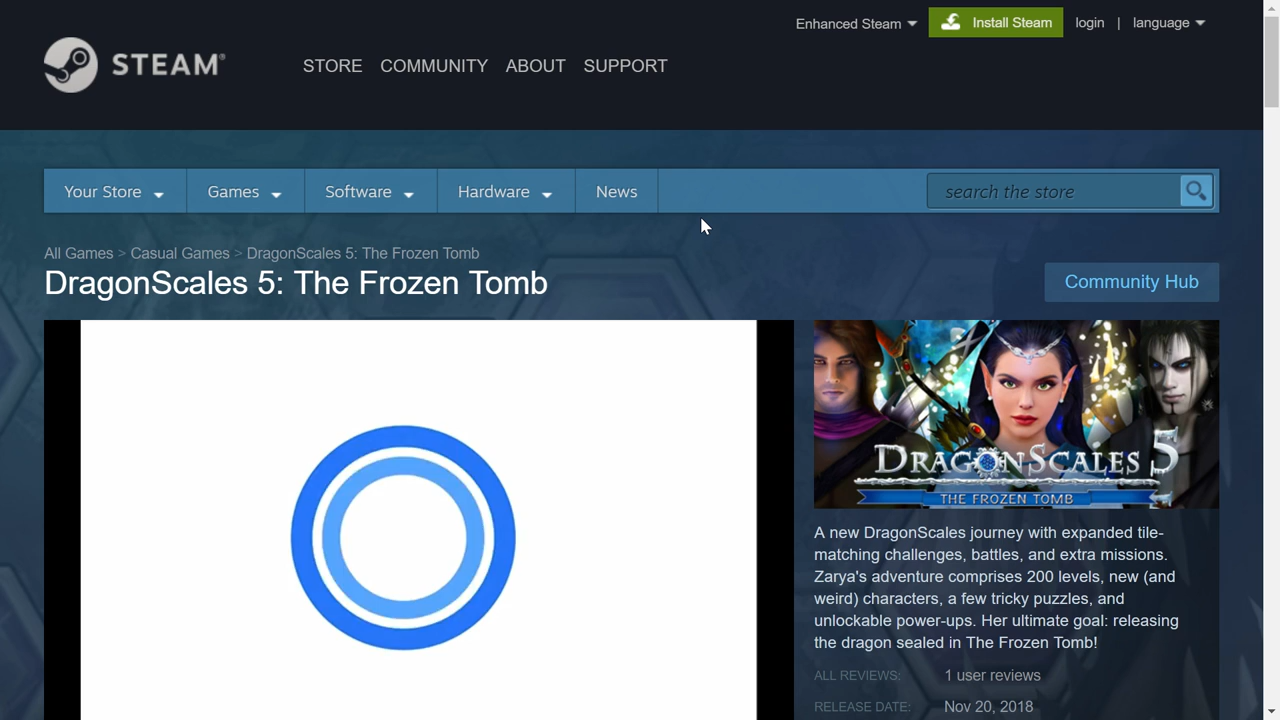 Enhanced Steam
Install Steam
login | language
STEAM®
STORE COMMUNITY ABOUT SUPPORT
Your Store Games Software Hardware News
search the store
All Games > Casual Games > DragonScales 5: The Frozen Tomb
DragonScales 5: The Frozen Tomb
Community Hub
DRAGONSCALES 5
THE FROZEN TOMB
A new DragonScales journey with expanded tile-
matching challenges, battles, and extra missions.
Zarya's adventure comprises 200 levels, new (and
weird) characters, a few tricky puzzles, and
unlockable power-ups. Her ultimate goal: releasing
the dragon sealed in The Frozen Tomb!
ALL REVIEWS: 1 user reviews
RELEASE DATE: Nov 20, 2018